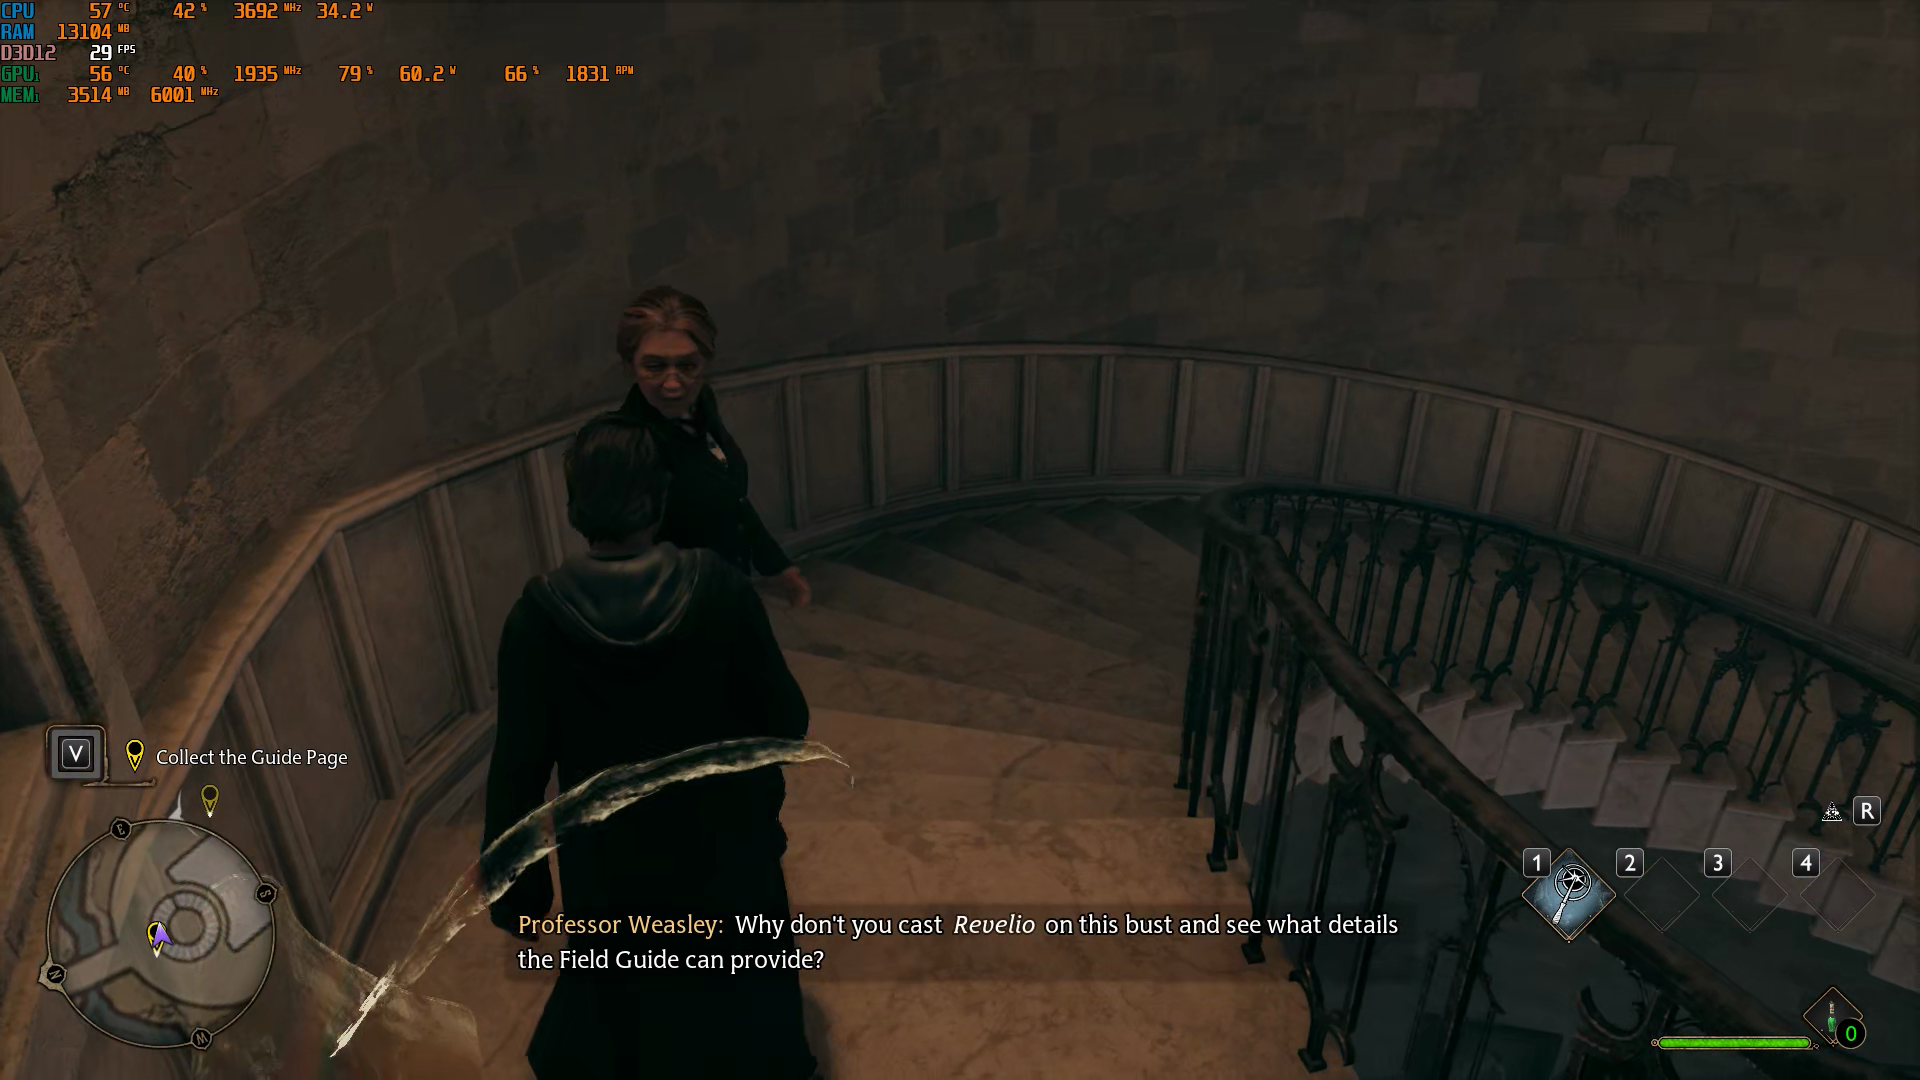 CPU 57 °C 42 % 3692 MHz 34.2 W
RAM 13104 MB
D3D12 29 FPS
GPU1 56 °C 40 % 1935 MHz 79 % 60.2 W 66 % 1831 RPM
MEM1 3514 MB 6001 MHz
V Collect the Guide Page
E
S
N
W
R
1 2 3 4
Professor Weasley: Why don't you cast Revelio on this bust and see what details
the Field Guide can provide?
0